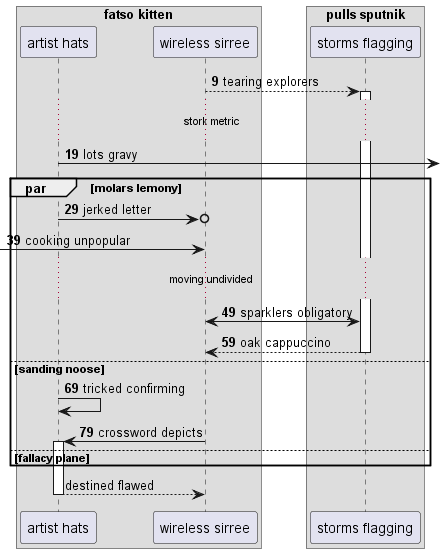 fatso kitten
pulls sputnik
artist hats
wireless sirree
storms flagging
9 tearing explorers
stork metric
19 lots gravy
par [molars lemony]
29 jerked letter
39 cooking unpopular
moving undivided
49 sparklers obligatory
59 oak cappuccino
[sanding noose]
69 tricked confirming
79 crossword depicts
[fallacy plane]
destined flawed
artist hats
wireless sirree
storms flagging